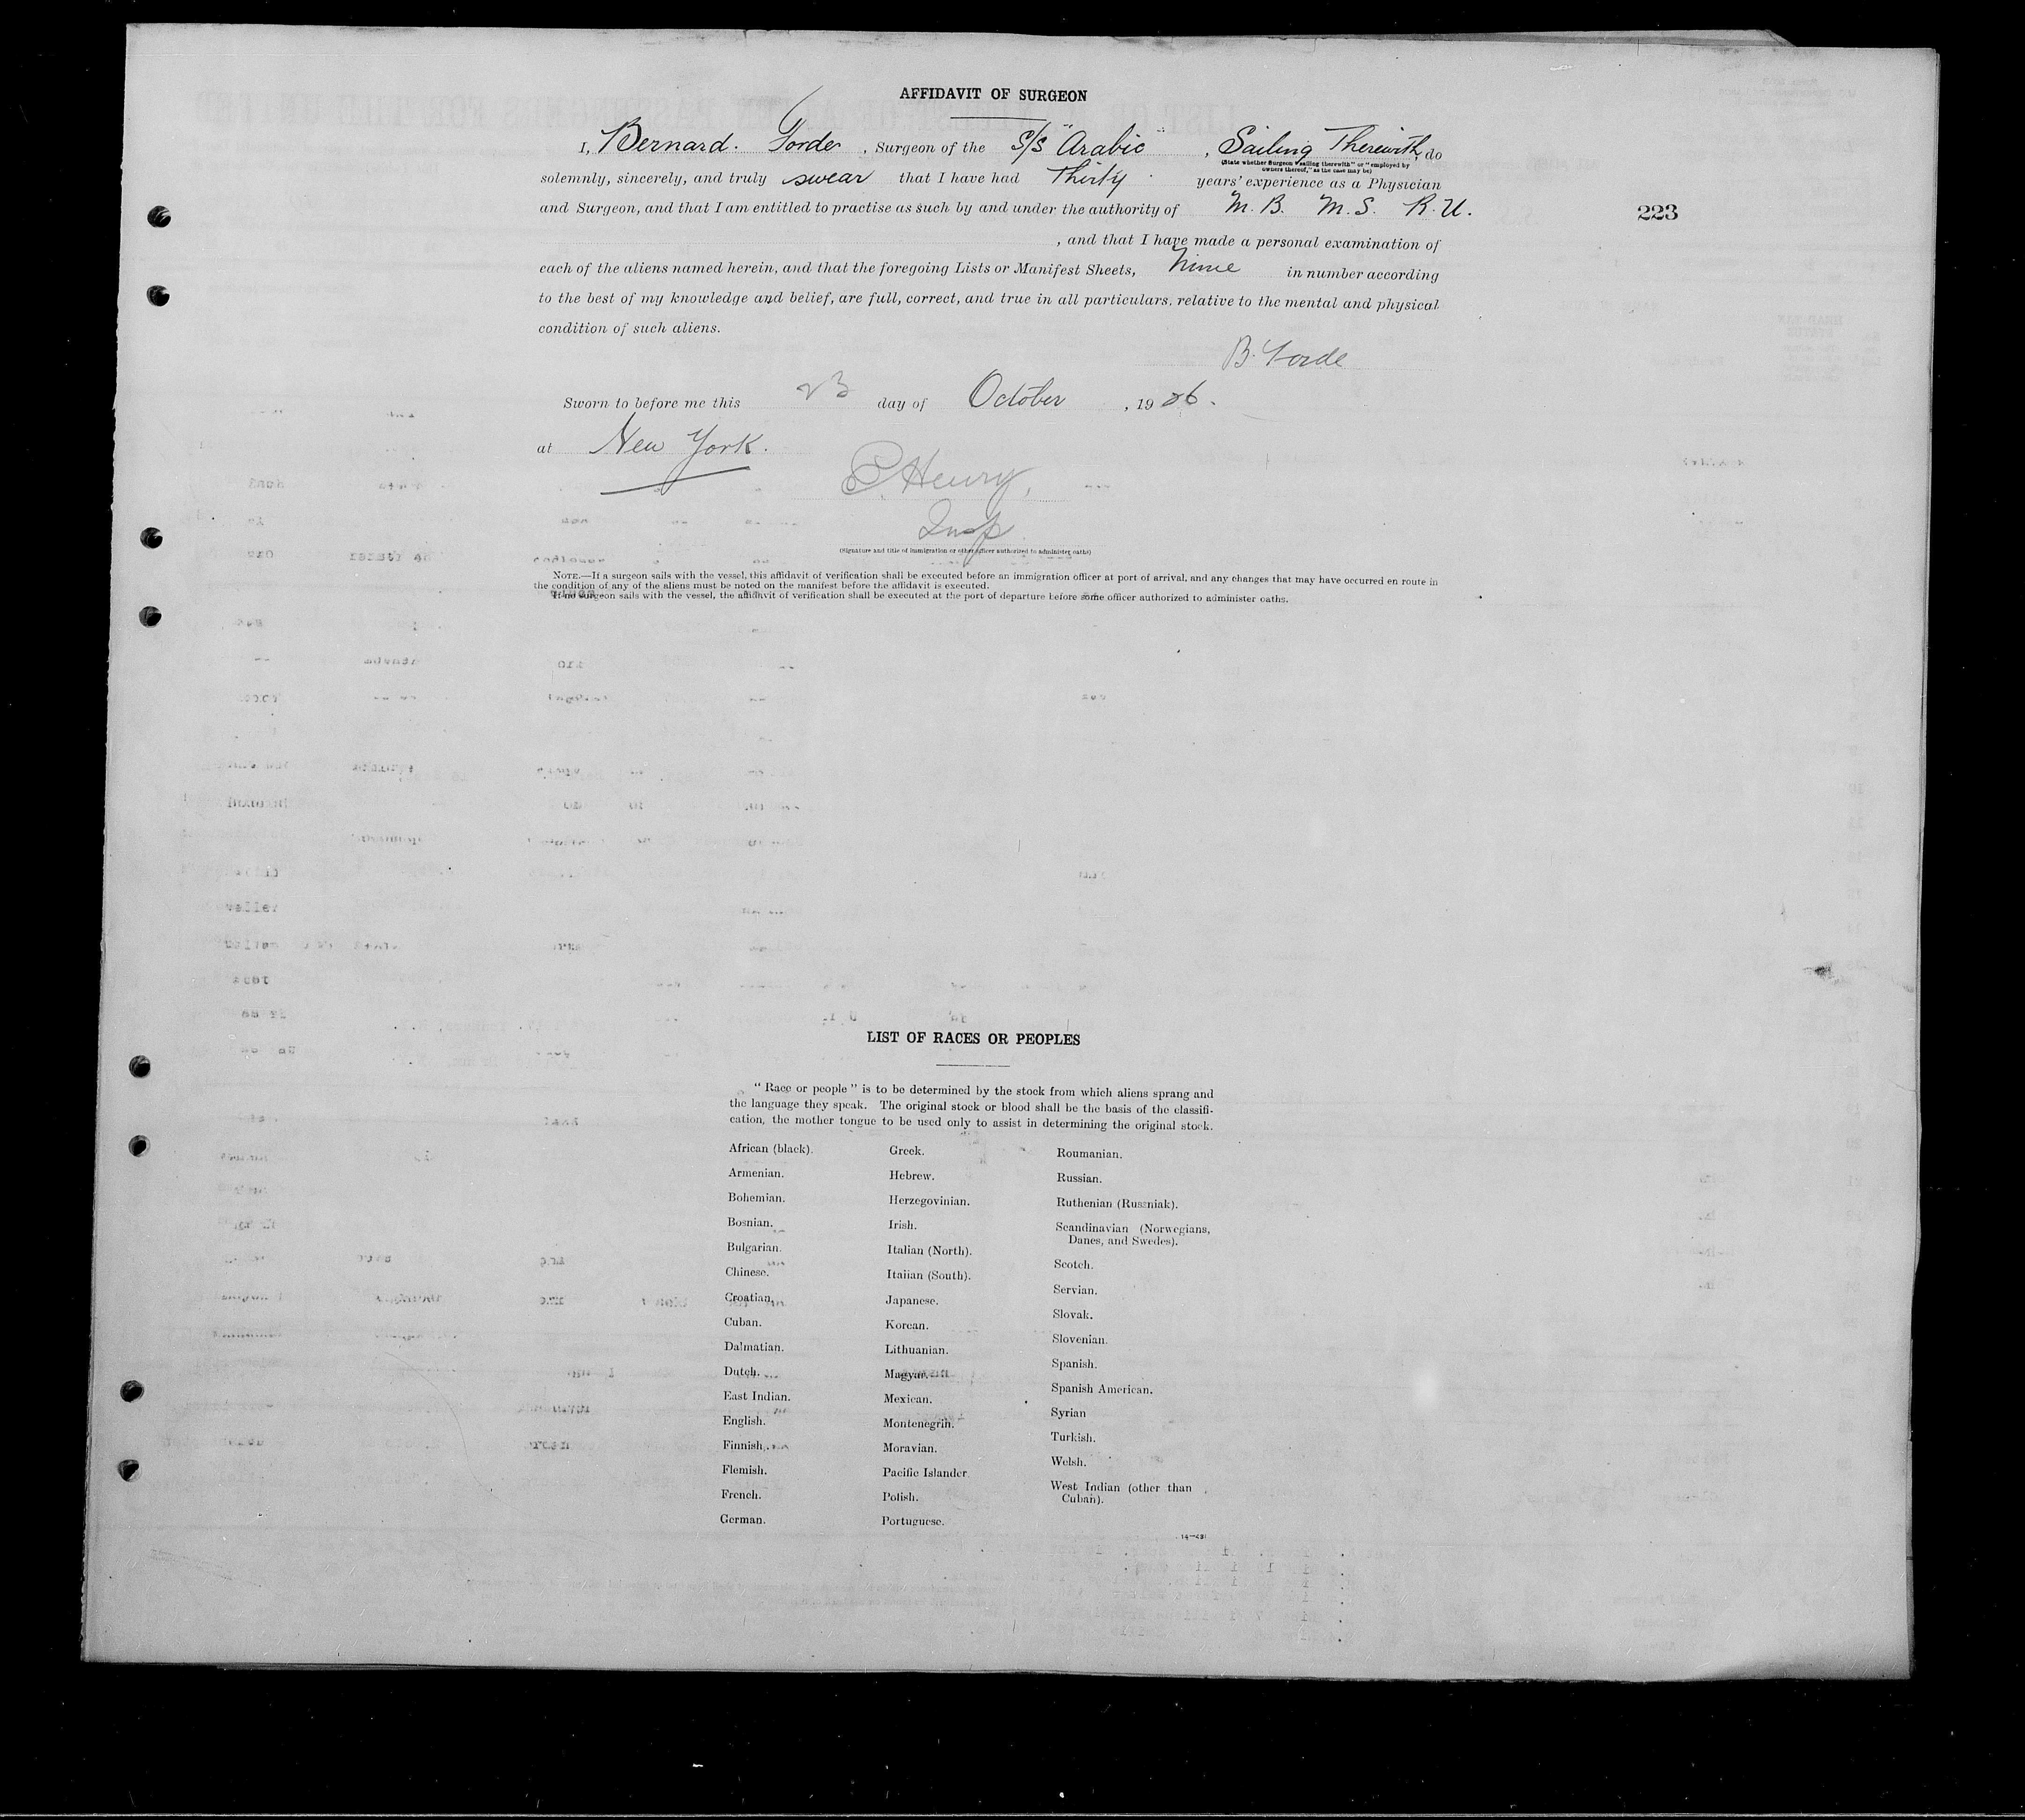 AFFIDAVIT OF SURGEON
I, Bernard. Forde, Surgeon of the S/S "Arabic", Sailing Therewith, do
(State whether Surgeon "sailing therewith" or "employed by
owners thereof," as the case may be)
solemnly, sincerely, and truly swear that I have had Thirty years' experience as a Physician
and Surgeon, and that I am entitled to practise as such by and under the authority of M.B. M.S. R.U.
223
, and that I have made a personal examination of
each of the aliens named herein, and that the foregoing Lists or Manifest Sheets, Nine in number according
to the best of my knowledge and belief, are full, correct, and true in all particulars, relative to the mental and physical
condition of such aliens.
B. Forde
Sworn to before me this 23 day of October, 1926.
at New York.
Henry,
Insp
(Signature and title of immigration or other officer authorized to administer oaths)
NOTE.—If a surgeon sails with the vessel, this affidavit of verification shall be executed before an immigration officer at port of arrival, and any changes that may have occurred en route in
the condition of any of the aliens must be noted on the manifest before the affidavit is executed.
If no surgeon sails with the vessel, the affidavit of verification shall be executed at the port of departure before some officer authorized to administer oaths.
LIST OF RACES OR PEOPLES
"Race or people" is to be determined by the stock from which aliens sprang and
the language they speak. The original stock or blood shall be the basis of the classifi-
cation, the mother tongue to be used only to assist in determining the original stock.
African (black).
Armenian.
Bohemian.
Bosnian.
Bulgarian.
Chinese.
Croatian.
Cuban.
Dalmatian.
Dutch.
East Indian.
English.
Finnish.
Flemish.
French.
German.
Greek.
Hebrew.
Herzegovinian.
Irish.
Italian (North).
Italian (South).
Japanese.
Korean.
Lithuanian.
Magyar.
Mexican.
Montenegrin.
Moravian.
Pacific Islander.
Polish.
Portuguese.
Roumanian.
Russian.
Ruthenian (Russniak).
Scandinavian (Norwegians,
Danes, and Swedes).
Scotch.
Servian.
Slovak.
Slovenian.
Spanish.
Spanish American.
Syrian
Turkish.
Welsh.
West Indian (other than
Cuban).